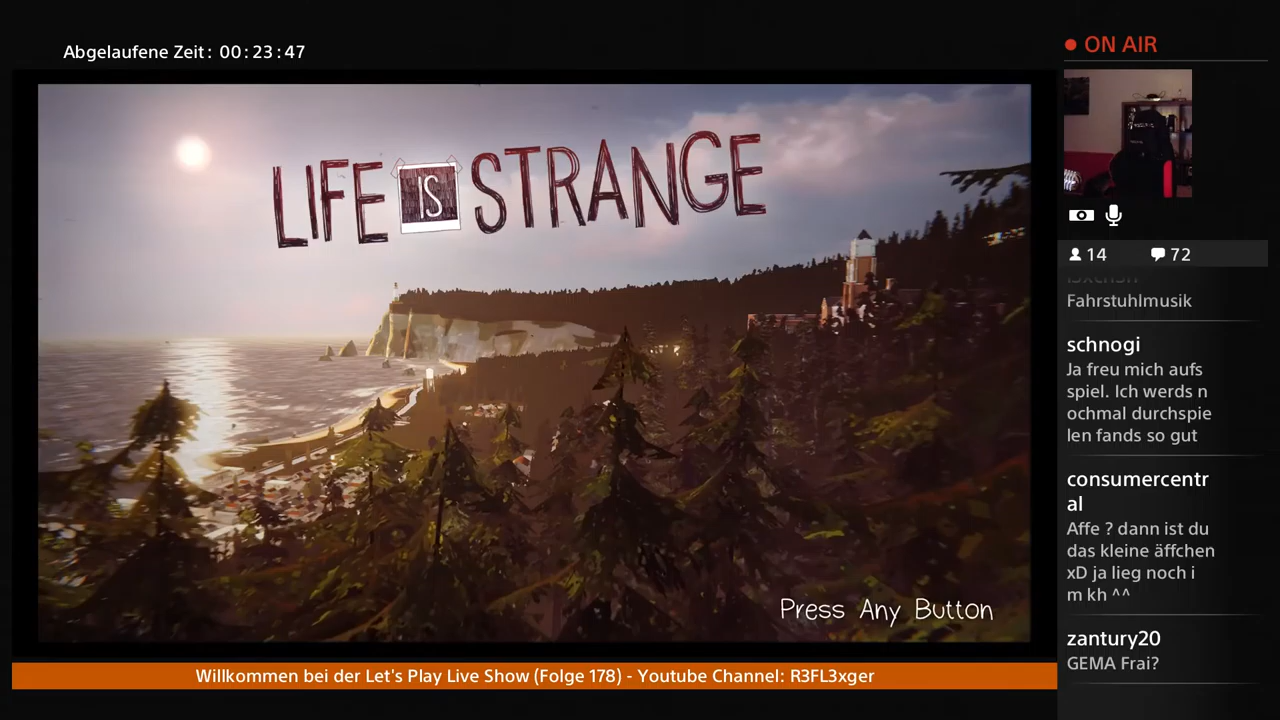 Abgelaufene Zeit: 00:23:47
ON AIR
LIFE IS STRANGE
14 72
Fahrstuhlmusik
schnogi
Ja freu mich aufs
spiel. Ich werds n
ochmal durchspie
len fands so gut
consumercentr
al
Affe ? dann ist du
das kleine äffchen
xD ja lieg noch i
m kh ^^
zantury20
GEMA Frai?
Press Any Button
Willkommen bei der Let's Play Live Show (Folge 178) - Youtube Channel: R3FL3xger